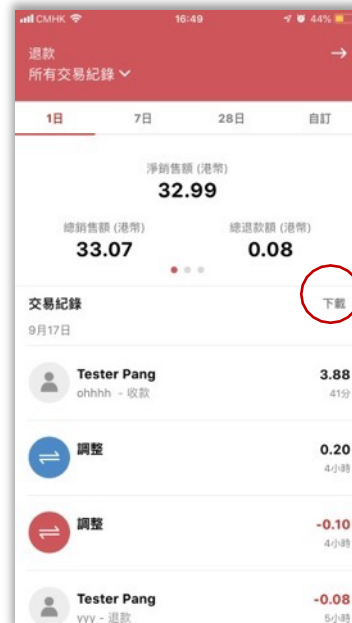 CMHK 16:49 44%
退款
所有交易紀錄
1日 7日 28日 自訂
淨銷售額 (港幣)
32.99
總銷售額 (港幣) 總退款額 (港幣)
33.07 0.08
交易紀錄 下載
9月17日
Tester Pang 3.88
ohhhh - 收款 41分
調整 0.20
4小時
調整 -0.10
4小時
Tester Pang -0.08
yyy - 退款 5小時